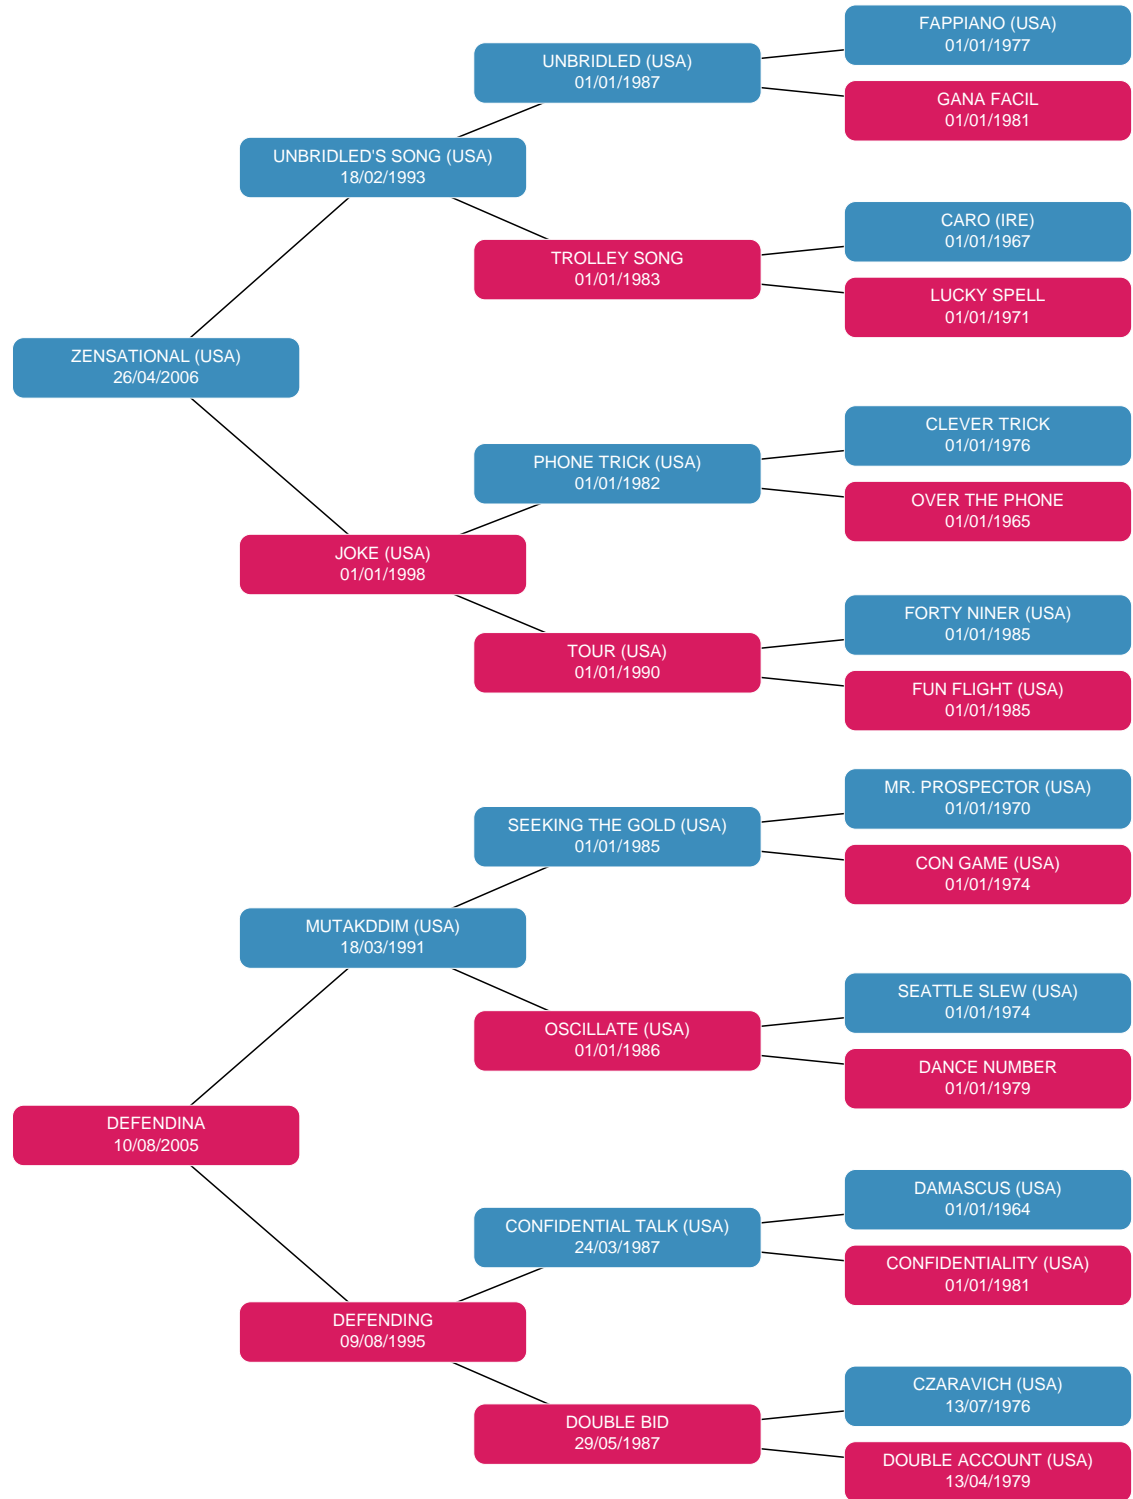 FAPPIANO (USA)
01/01/1977
UNBRIDLED (USA)
01/01/1987
GANA FACIL
01/01/1981
UNBRIDLED'S SONG (USA)
18/02/1993
CARO (IRE)
01/01/1967
TROLLEY SONG
01/01/1983
LUCKY SPELL
01/01/1971
ZENSATIONAL (USA)
26/04/2006
CLEVER TRICK
01/01/1976
PHONE TRICK (USA)
01/01/1982
OVER THE PHONE
01/01/1965
JOKE (USA)
01/01/1998
FORTY NINER (USA)
01/01/1985
TOUR (USA)
01/01/1990
FUN FLIGHT (USA)
01/01/1985
MR. PROSPECTOR (USA)
01/01/1970
SEEKING THE GOLD (USA)
01/01/1985
CON GAME (USA)
01/01/1974
MUTAKDDIM (USA)
18/03/1991
SEATTLE SLEW (USA)
01/01/1974
OSCILLATE (USA)
01/01/1986
DANCE NUMBER
01/01/1979
DEFENDINA
10/08/2005
DAMASCUS (USA)
01/01/1964
CONFIDENTIAL TALK (USA)
24/03/1987
CONFIDENTIALITY (USA)
01/01/1981
DEFENDING
09/08/1995
CZARAVICH (USA)
13/07/1976
DOUBLE BID
29/05/1987
DOUBLE ACCOUNT (USA)
13/04/1979